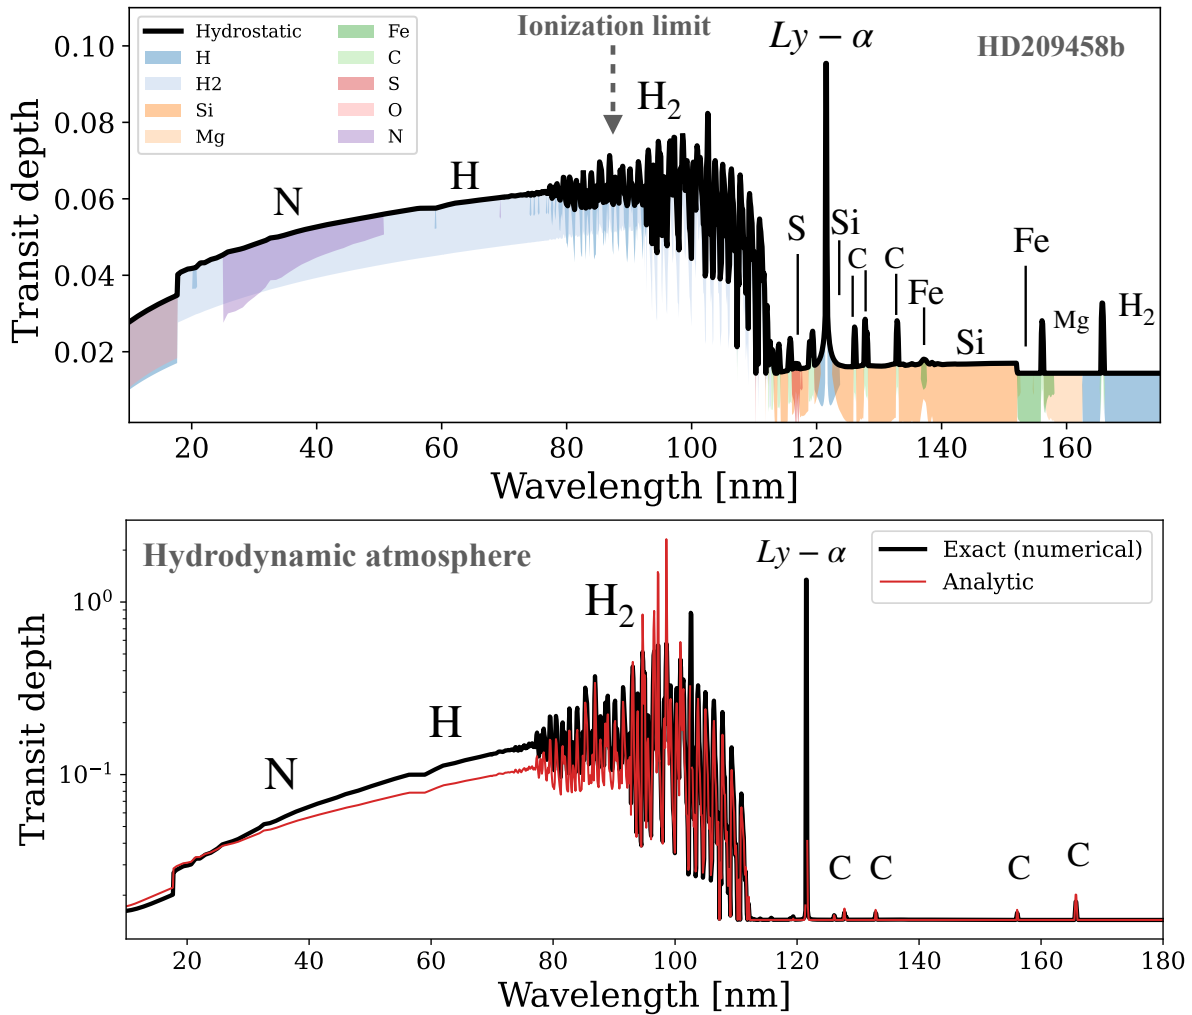 Ionization limit
Ly − α
HD209458b
Hydrostatic
H
H2
Si
Mg
Fe
C
S
O
N
H₂
H
N
S
Si
C
C
Fe
Si
Fe
Mg
H₂
0.10
0.08
0.06
0.04
0.02
Transit depth
20 40 60 80 100 120 140 160
Wavelength [nm]
Hydrodynamic atmosphere
Ly − α
Exact (numerical)
Analytic
H₂
H
N
C
C
C
C
10⁰
10⁻¹
Transit depth
20 40 60 80 100 120 140 160 180
Wavelength [nm]